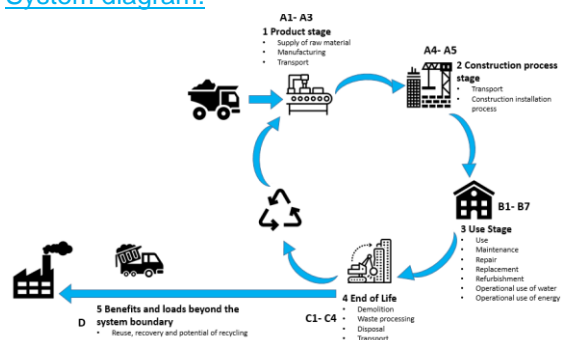 System diagram:
A1- A3
1 Product stage
• Supply of raw material
• Manufacturing
• Transport
A4- A5
2 Construction process
stage
• Transport
• Construction installation
process
B1- B7
3 Use Stage
• Use
• Maintenance
• Repair
• Replacement
• Refurbishment
• Operational use of water
• Operational use of energy
C1- C4
4 End of Life
• Demolition
• Waste processing
• Disposal
• Transport
D
5 Benefits and loads beyond the
system boundary
• Reuse, recovery and potential of recycling